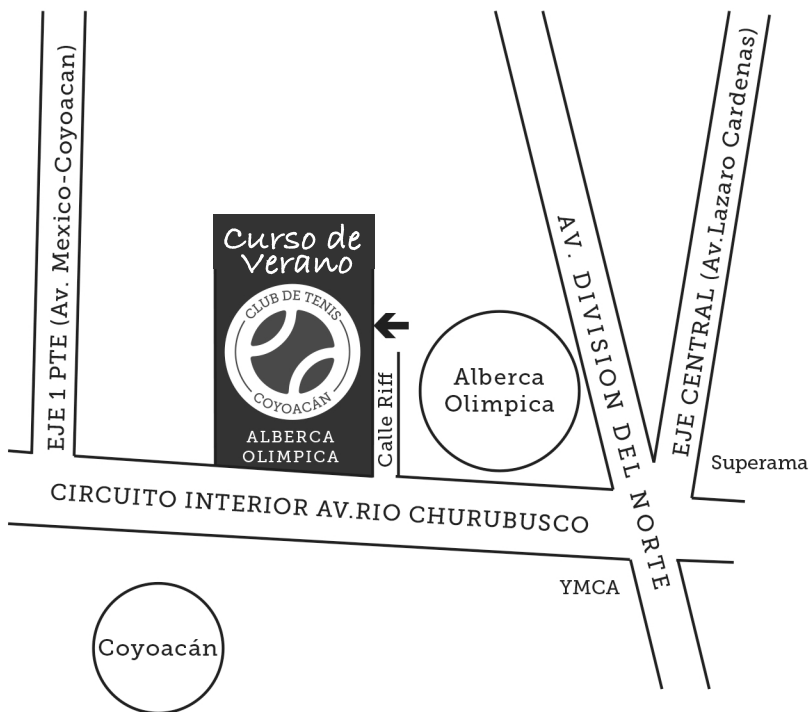 EJE 1 PTE (Av. Mexico-Coyoacan)
Curso de
Verano
CLUB DE TENIS
COYOACÁN
ALBERCA
OLIMPICA
Calle Riff
Alberca
Olimpica
AV. DIVISION DEL NORTE
EJE CENTRAL (Av.Lazaro Cardenas)
Superama
CIRCUITO INTERIOR AV.RIO CHURUBUSCO
YMCA
Coyoacán